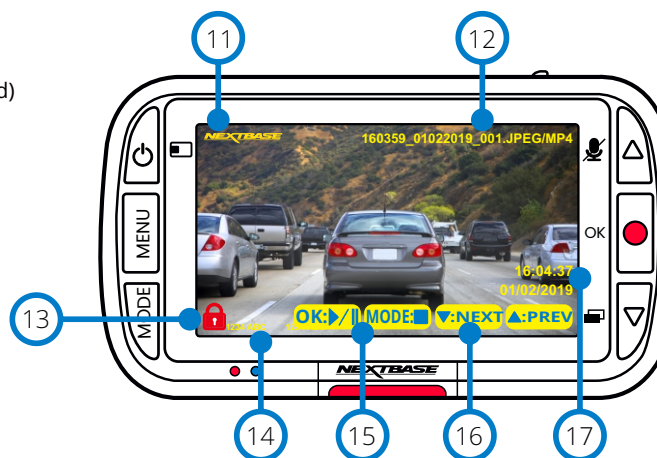 11
12
d)
NEXTBASE
160359_01022019_001.JPEG/MP4
MENU
OK
16:04:37
01/02/2019
MODE
13
OK: MODE: :NEXT :PREV
NEXTBASE
14
15
16
17